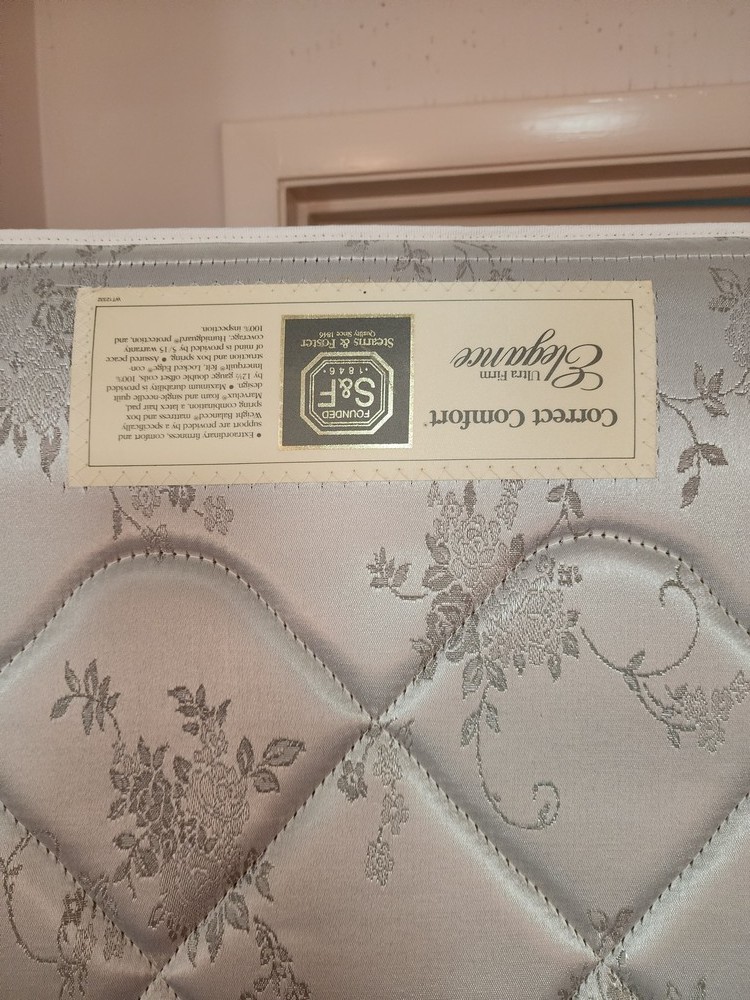 Correct Comfort®
Ultra Firm
Elegance
FOUNDED
S&F
• 1846 •
Stearns & Foster
Quality Since 1846
• Extraordinary firmness, comfort and
support are provided by a specifically
Weight Balanced® mattress and box
spring combination, a latex hair pad,
Marvelux® foam and single-needle quilt
design. • Maximum durability is provided
by 12½ gauge double offset coils, 100%
Innerquilt® felt, Locked Edge® con-
struction and box spring. • Assured peace
of mind is provided by 5/15 warranty
coverage, Humiguard® protection, and
100% inspection.